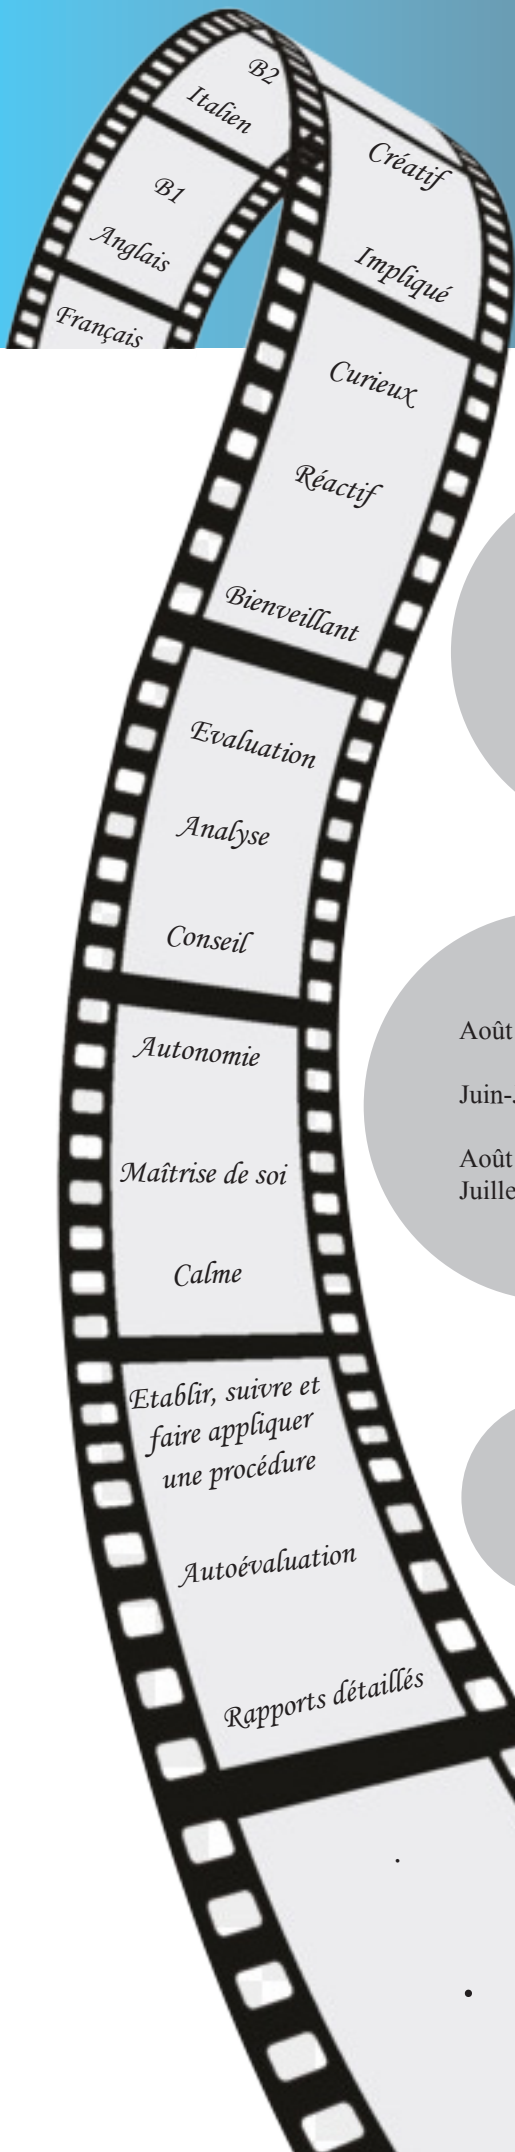 B2
Italien
B1
Anglais
Français
Créatif
Impliqué
Curieux
Réactif
Bienveillant
Evaluation
Analyse
Conseil
Autonomie
Maîtrise de soi
Calme
Etablir, suivre et
faire appliquer
une procédure
Autoévaluation
Rapports détaillés
Août
Juin-
Août
Juille